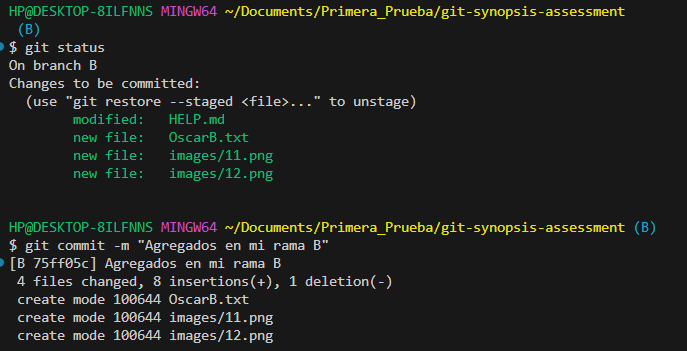 HP@DESKTOP-8ILFNNS MINGW64 ~/Documents/Primera_Prueba/git-synopsis-assessment
(B)
$ git status
On branch B
Changes to be committed:
  (use "git restore --staged <file>..." to unstage)
        modified:   HELP.md
        new file:   OscarB.txt
        new file:   images/11.png
        new file:   images/12.png
HP@DESKTOP-8ILFNNS MINGW64 ~/Documents/Primera_Prueba/git-synopsis-assessment (B)
$ git commit -m "Agregados en mi rama B"
[B 75ff05c] Agregados en mi rama B
 4 files changed, 8 insertions(+), 1 deletion(-)
 create mode 100644 OscarB.txt
 create mode 100644 images/11.png
 create mode 100644 images/12.png